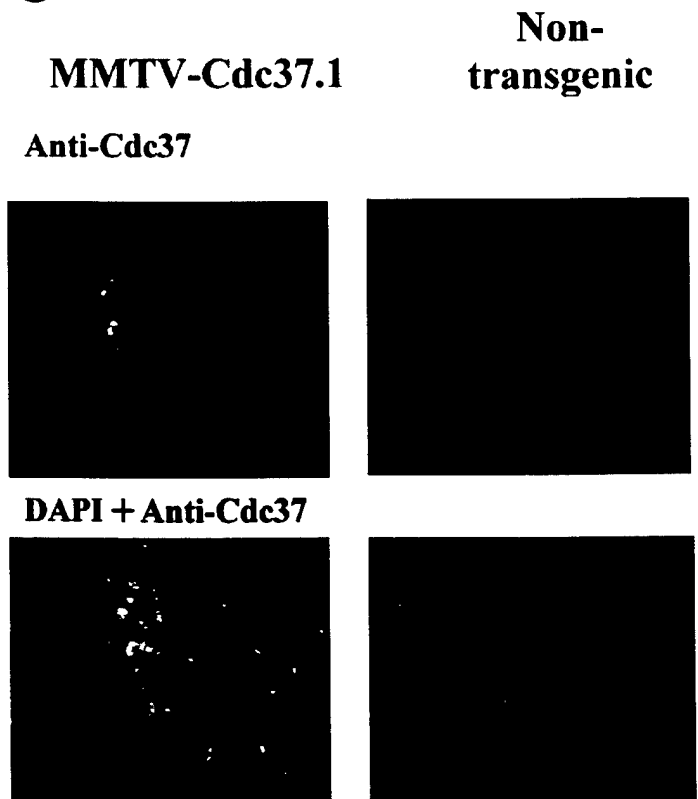 MMTV-Cdc37.1
Non-
transgenic
Anti-Cdc37
DAPI + Anti-Cdc37